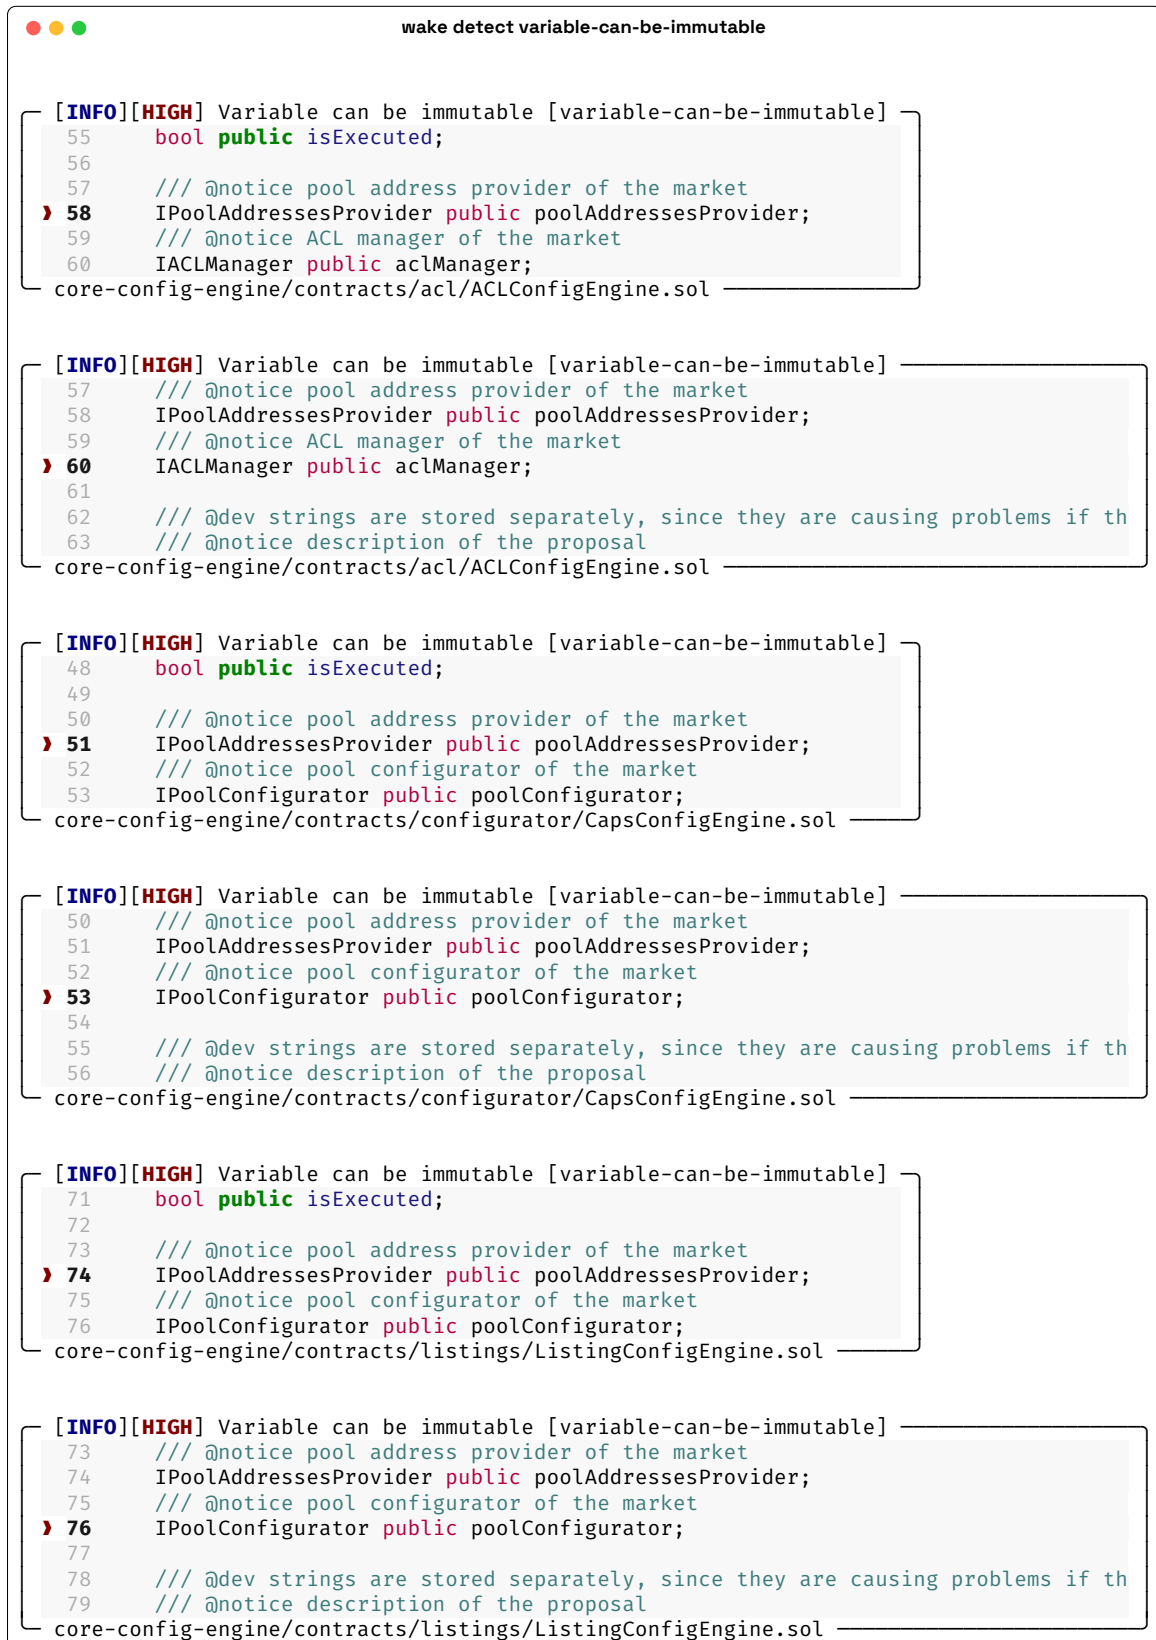 wake detect variable-can-be-immutable
[INFO][HIGH] Variable can be immutable [variable-can-be-immutable]
55 bool public isExecuted;
56
57 /// @notice pool address provider of the market
❱ 58 IPoolAddressesProvider public poolAddressesProvider;
59 /// @notice ACL manager of the market
60 IACLManager public aclManager;
core-config-engine/contracts/acl/ACLConfigEngine.sol
[INFO][HIGH] Variable can be immutable [variable-can-be-immutable]
57 /// @notice pool address provider of the market
58 IPoolAddressesProvider public poolAddressesProvider;
59 /// @notice ACL manager of the market
❱ 60 IACLManager public aclManager;
61
62 /// @dev strings are stored separately, since they are causing problems if th
63 /// @notice description of the proposal
core-config-engine/contracts/acl/ACLConfigEngine.sol
[INFO][HIGH] Variable can be immutable [variable-can-be-immutable]
48 bool public isExecuted;
49
50 /// @notice pool address provider of the market
❱ 51 IPoolAddressesProvider public poolAddressesProvider;
52 /// @notice pool configurator of the market
53 IPoolConfigurator public poolConfigurator;
core-config-engine/contracts/configurator/CapsConfigEngine.sol
[INFO][HIGH] Variable can be immutable [variable-can-be-immutable]
50 /// @notice pool address provider of the market
51 IPoolAddressesProvider public poolAddressesProvider;
52 /// @notice pool configurator of the market
❱ 53 IPoolConfigurator public poolConfigurator;
54
55 /// @dev strings are stored separately, since they are causing problems if th
56 /// @notice description of the proposal
core-config-engine/contracts/configurator/CapsConfigEngine.sol
[INFO][HIGH] Variable can be immutable [variable-can-be-immutable]
71 bool public isExecuted;
72
73 /// @notice pool address provider of the market
❱ 74 IPoolAddressesProvider public poolAddressesProvider;
75 /// @notice pool configurator of the market
76 IPoolConfigurator public poolConfigurator;
core-config-engine/contracts/listings/ListingConfigEngine.sol
[INFO][HIGH] Variable can be immutable [variable-can-be-immutable]
73 /// @notice pool address provider of the market
74 IPoolAddressesProvider public poolAddressesProvider;
75 /// @notice pool configurator of the market
❱ 76 IPoolConfigurator public poolConfigurator;
77
78 /// @dev strings are stored separately, since they are causing problems if th
79 /// @notice description of the proposal
core-config-engine/contracts/listings/ListingConfigEngine.sol